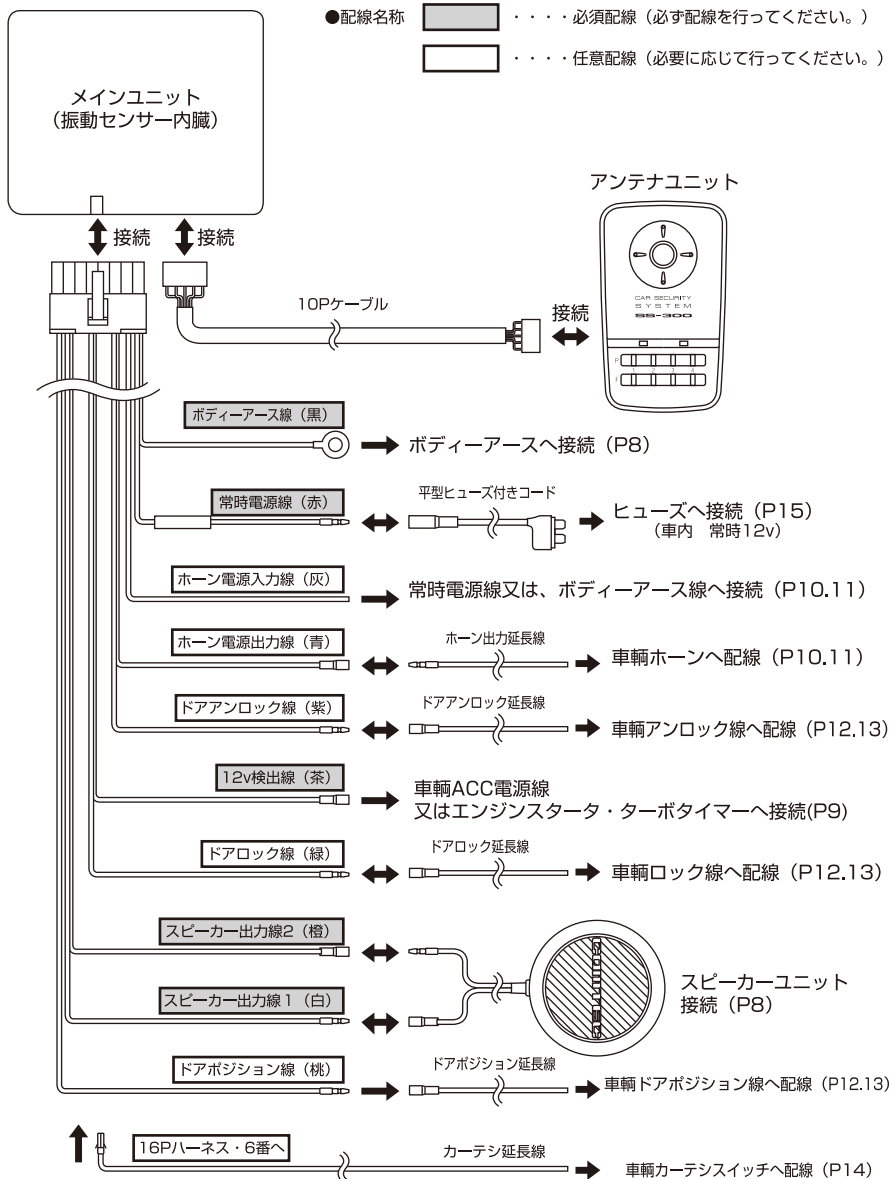 ●配線名称 ・・・・必須配線（必ず配線を行ってください。）
・・・・任意配線（必要に応じて行ってください。）
メインユニット
（振動センサー内臓）
アンテナユニット
接続 接続
10Pケーブル
接続
CAR SECURITY
SYSTEM
SS-300
P
1 2 3 4
F
ボディーアース線（黒）
ボディーアースへ接続（P8）
常時電源線（赤）
平型ヒューズ付きコード
ヒューズへ接続（P15）
（車内　常時12v）
ホーン電源入力線（灰）
常時電源線又は、ボディーアース線へ接続（P10.11）
ホーン電源出力線（青）
ホーン出力延長線
車輌ホーンへ配線（P10.11）
ドアアンロック線（紫）
ドアアンロック延長線
車輌アンロック線へ配線（P12.13）
12v検出線（茶）
車輌ACC電源線
又はエンジンスタータ・ターボタイマーへ接続(P9)
ドアロック線（緑）
ドアロック延長線
車輌ロック線へ配線（P12.13）
スピーカー出力線2（橙）
スピーカーユニット
接続（P8）
スピーカー出力線1（白）
ドアポジション線（桃）
ドアポジション延長線
車輌ドアポジション線へ配線（P12.13）
16Pハーネス・6番へ
カーテシ延長線
車輌カーテシスイッチへ配線（P14）